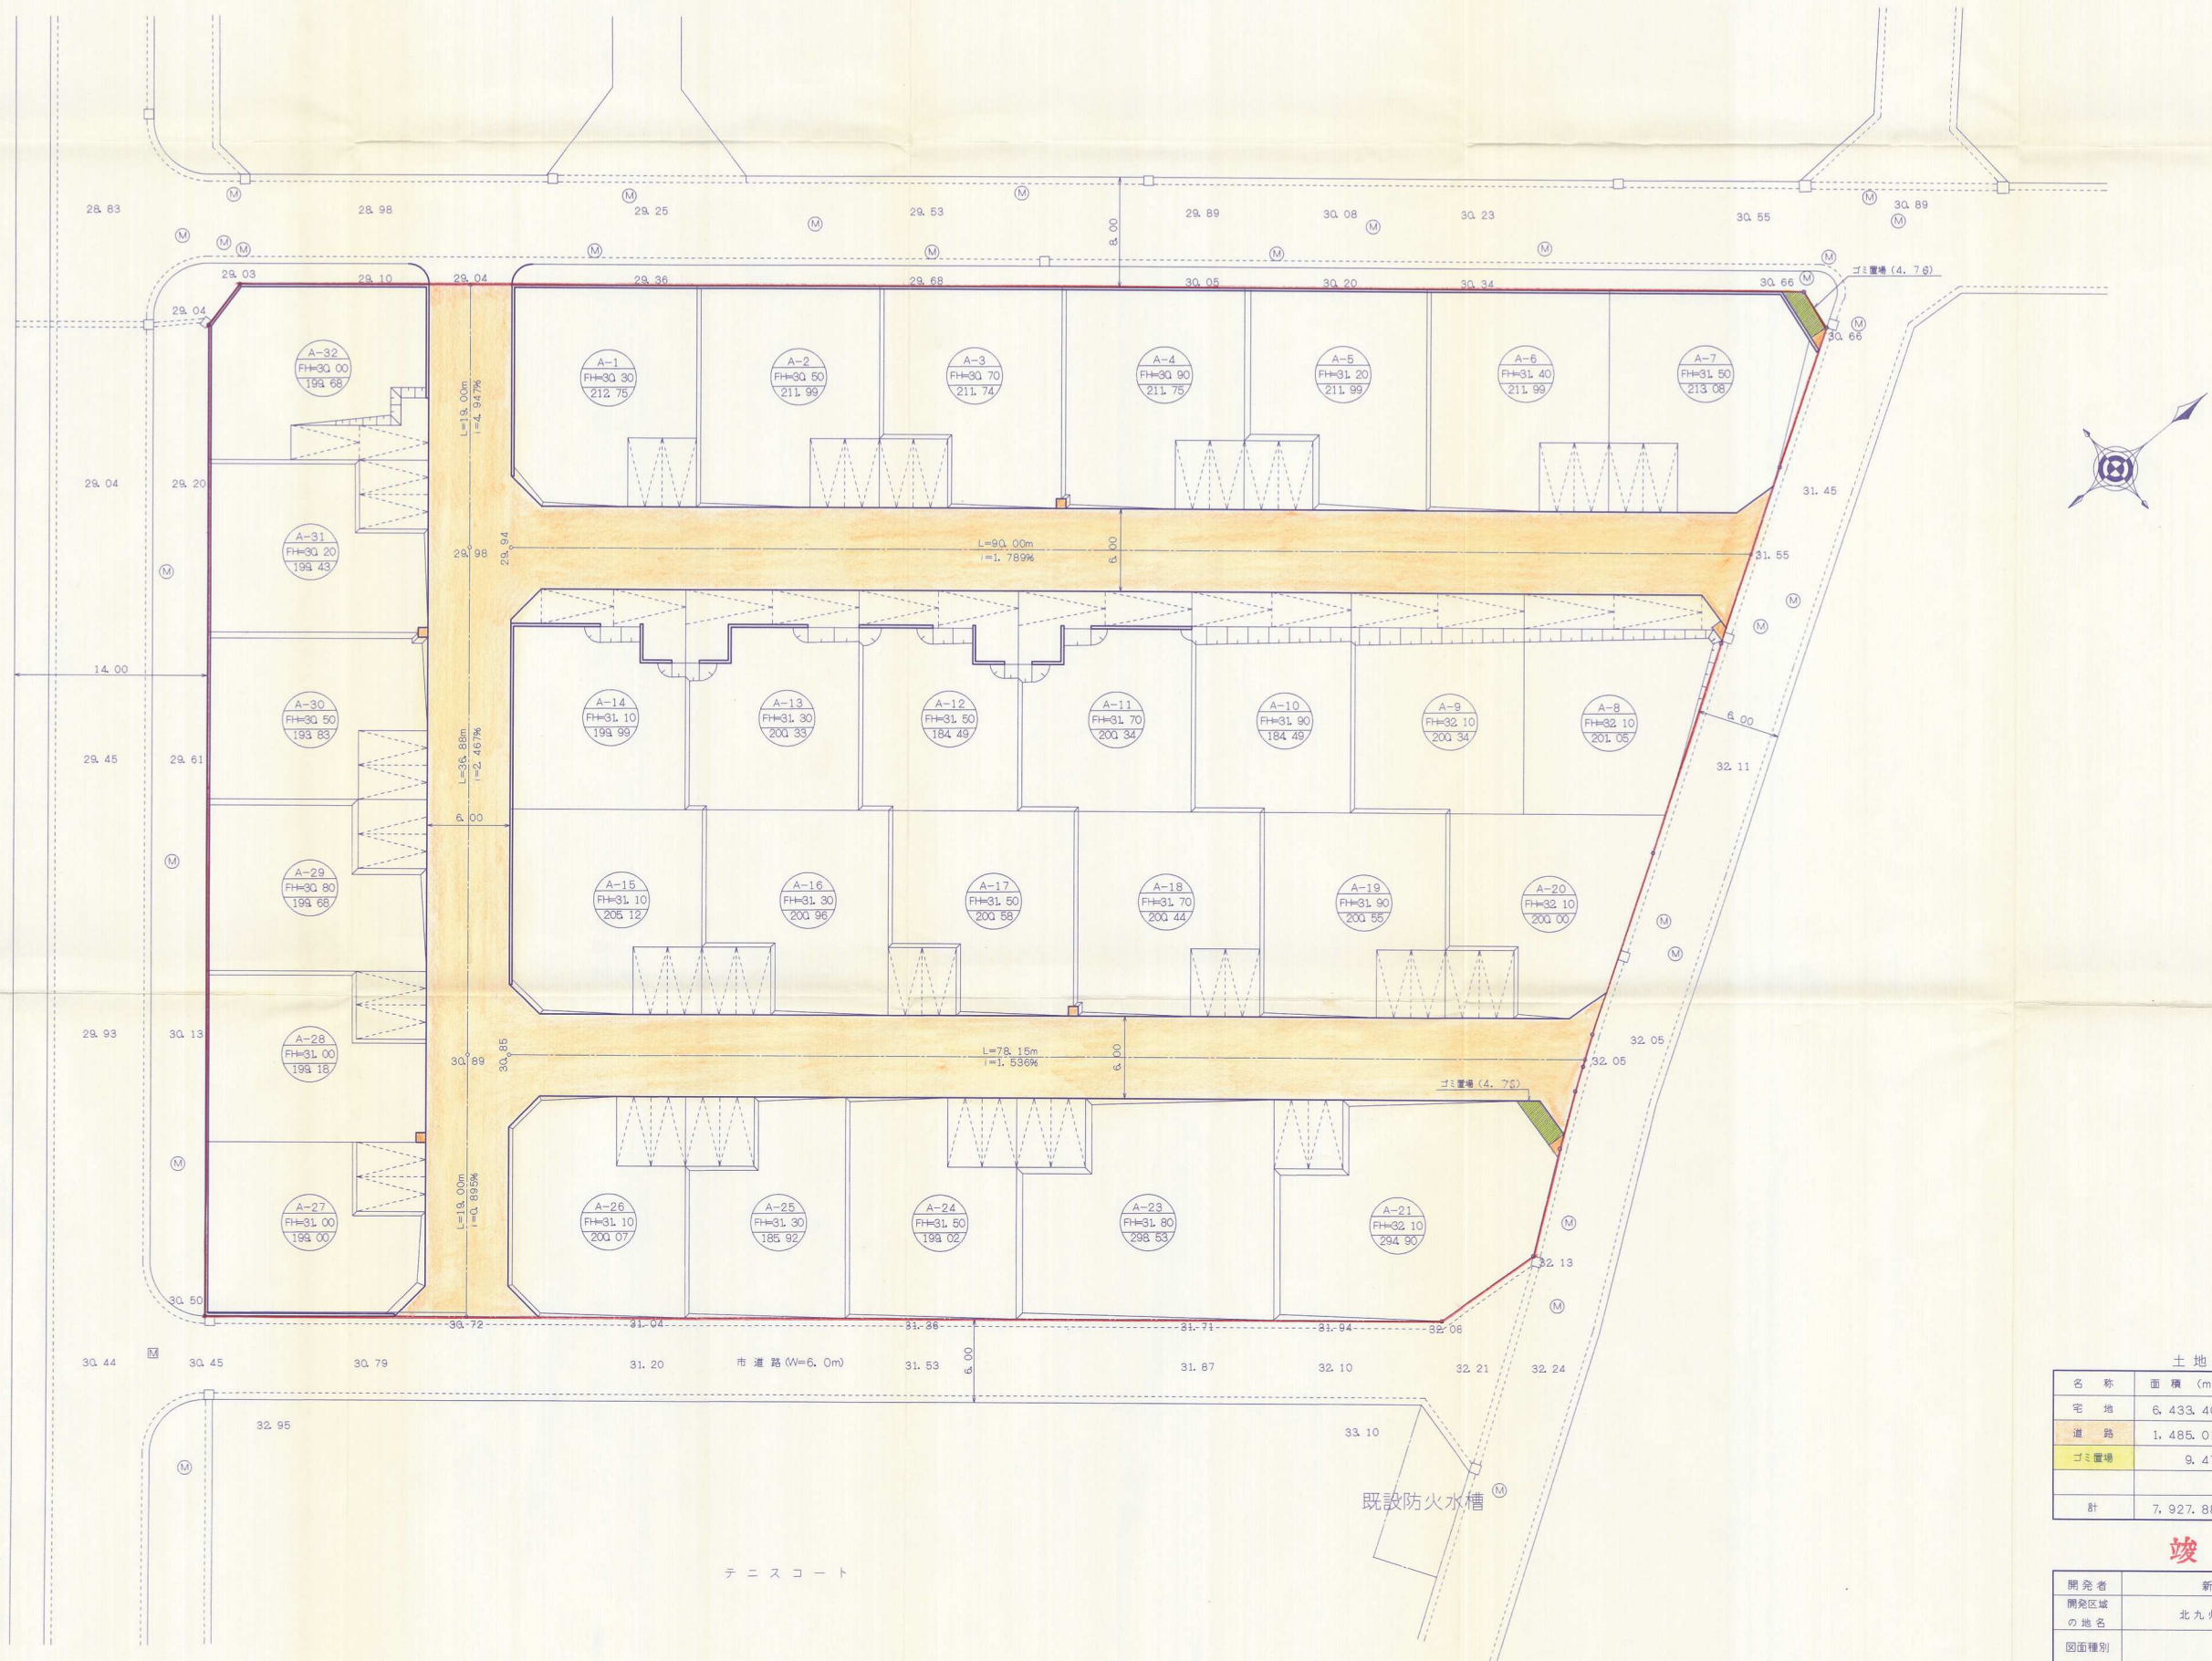 28.83
28.98
29.25
29.53
29.89
30.08
30.23
30.55
30.89
8.00
29.03
29.10
29.04
29.36
29.68
30.05
30.20
30.34
30.66
ゴミ置場 (4.76)
29.04
30.66
A-32
FH=30.00
199.68
L=19.00m
i=4.947%
A-1
FH=30.30
212.75
A-2
FH=30.50
211.99
A-3
FH=30.70
211.74
A-4
FH=30.90
211.75
A-5
FH=31.20
211.99
A-6
FH=31.40
211.99
A-7
FH=31.50
213.08
29.04
29.20
31.45
A-31
FH=30.20
199.43
29.98
29.94
L=90.00m
i=1.789%
6.00
31.55
14.00
A-30
FH=30.50
193.83
A-14
FH=31.10
199.99
A-13
FH=31.30
200.33
A-12
FH=31.50
184.49
A-11
FH=31.70
200.34
A-10
FH=31.90
184.49
A-9
FH=32.10
200.34
A-8
FH=32.10
201.05
6.00
29.45
29.61
L=36.88m
i=2.467%
32.11
6.00
A-29
FH=30.80
199.68
A-15
FH=31.10
205.12
A-16
FH=31.30
200.96
A-17
FH=31.50
200.58
A-18
FH=31.70
200.44
A-19
FH=31.90
200.55
A-20
FH=32.10
200.00
29.93
30.13
A-28
FH=31.00
199.18
30.89
30.85
L=78.15m
i=1.536%
6.00
32.05
32.05
ゴミ置場 (4.75)
A-27
FH=31.00
199.00
L=19.00m
i=0.895%
A-26
FH=31.10
200.07
A-25
FH=31.30
185.92
A-24
FH=31.50
199.02
A-23
FH=31.80
298.53
A-21
FH=32.10
294.90
32.13
30.50
30.72
31.04
31.36
31.71
31.94
32.08
30.44
M
30.45
30.79
31.20
市道路 (W=6.0m)
31.53
6.00
31.87
32.10
32.21
32.24
32.95
33.10
既設防火水槽
テニスコート
土地
名称 面積 (m
宅地 6,433.4
道路 1,485.0
ゴミ置場 9.4
計 7,927.8
竣
開発者 新
開発区域
の地名 北九
図面種別